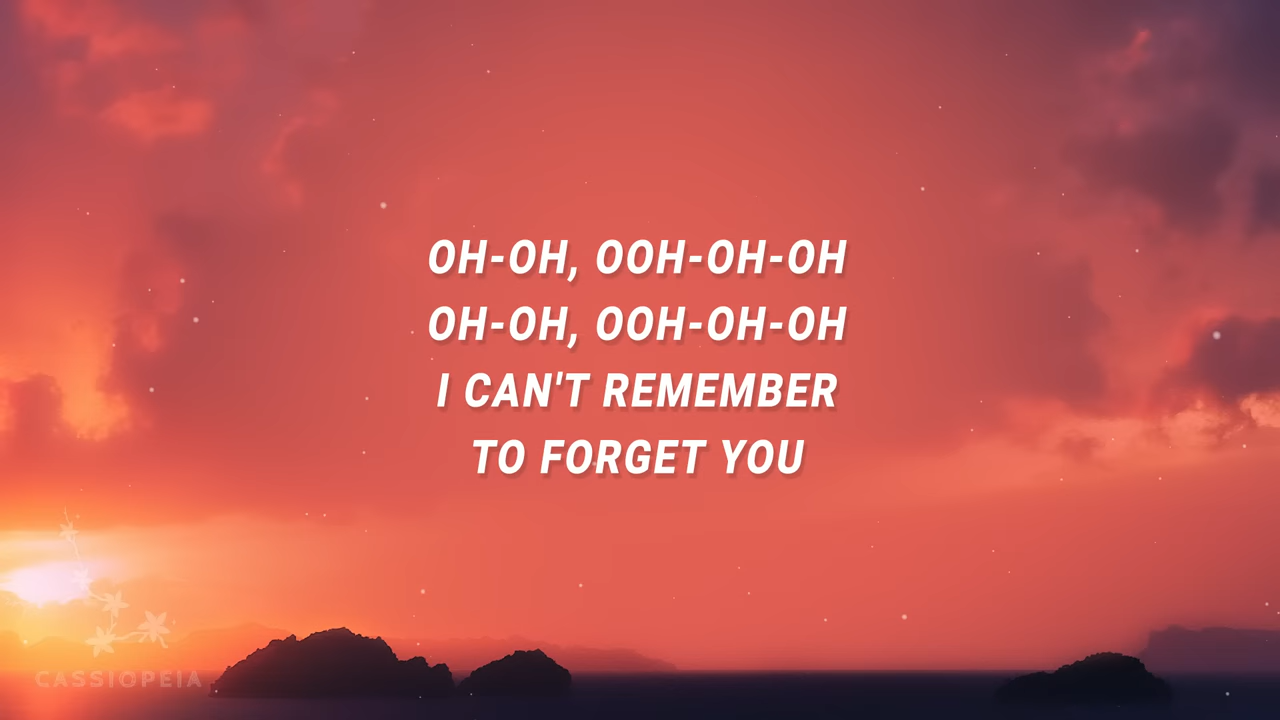 OH-OH, OOH-OH-OH
OH-OH, OOH-OH-OH
I CAN'T REMEMBER
TO FORGET YOU
CASSIOPEIA